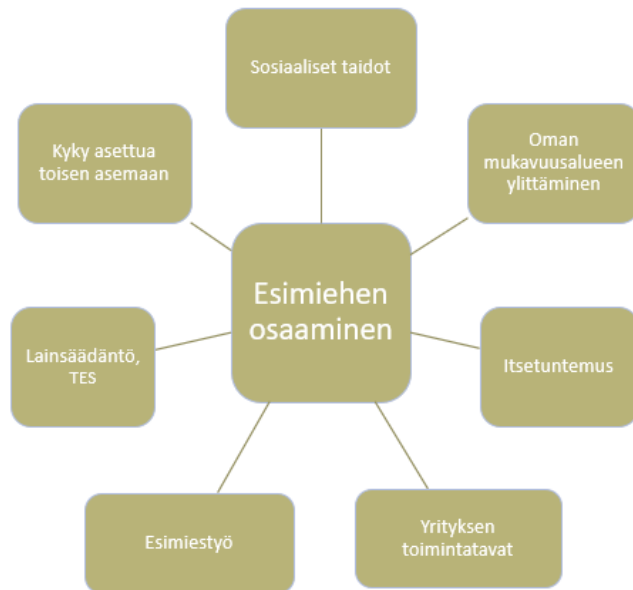 Sosiaaliset taidot
Kyky asettua
toisen asemaan
Oman
mukavuusalueen
ylittäminen
Esimiehen
osaaminen
Lainsäädäntö,
TES
Itsetuntemus
Esimiestyö
Yrityksen
toimintatavat